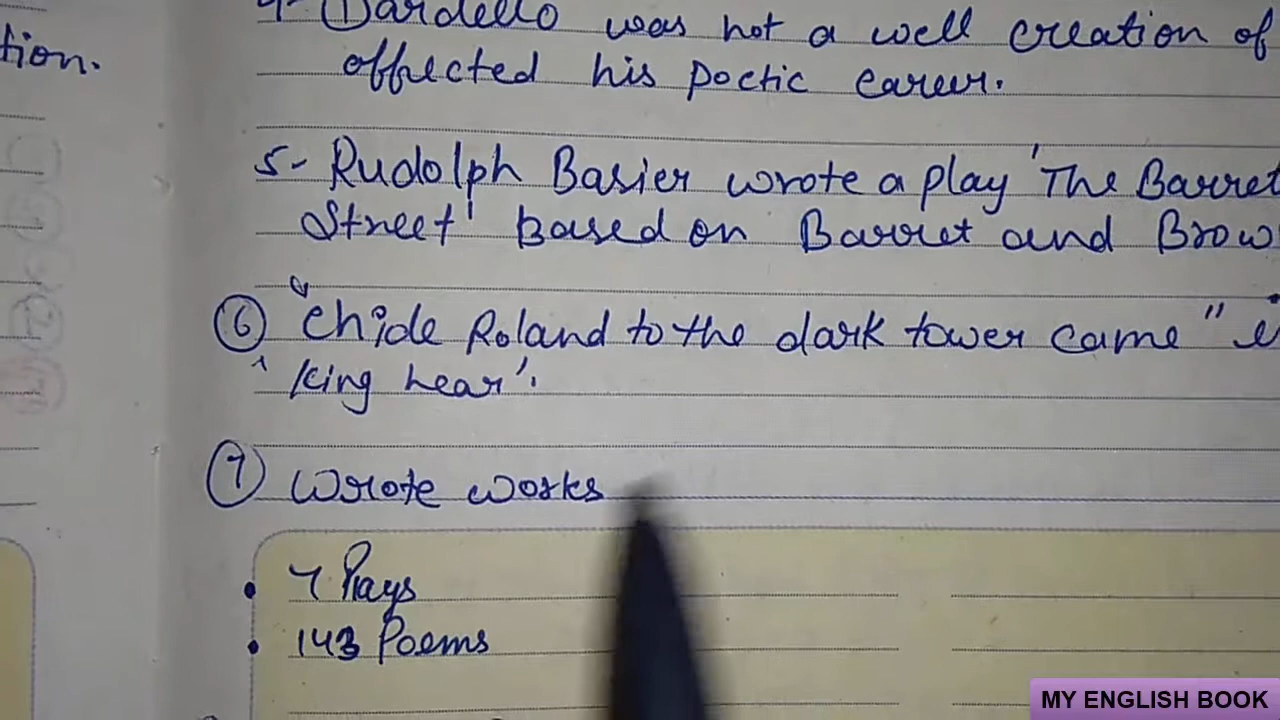 tion.
4- Dardello was not a well creation of
affected his poetic career.
5- Rudolph Basier wrote a play 'The Barret
Street' based on Barret and Brow
6 "Chide Roland to the dark tower came"
'King Lear'.
7 Wrote works
• 7 Plays
• 143 Poems
MY ENGLISH BOOK